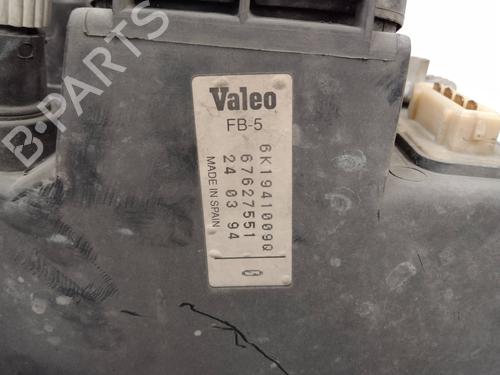 Valeo
FB-5
6K1941009Q
67627551
24 03 94
MADE IN SPAIN
B-PARTS